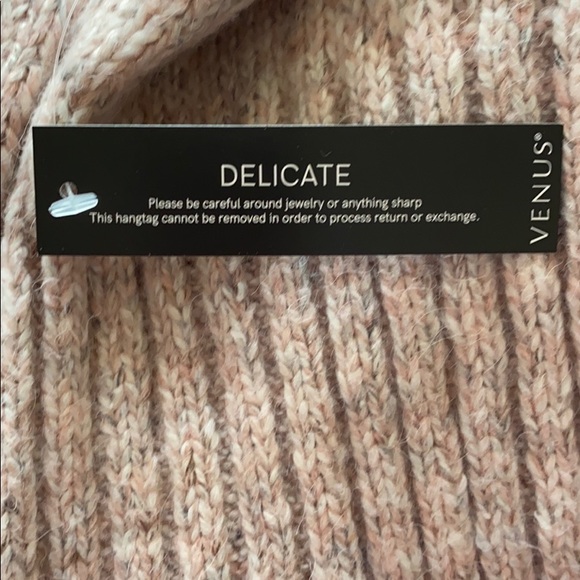 DELICATE
Please be careful around jewelry or anything sharp
This hangtag cannot be removed in order to process return or exchange.
VENUS®